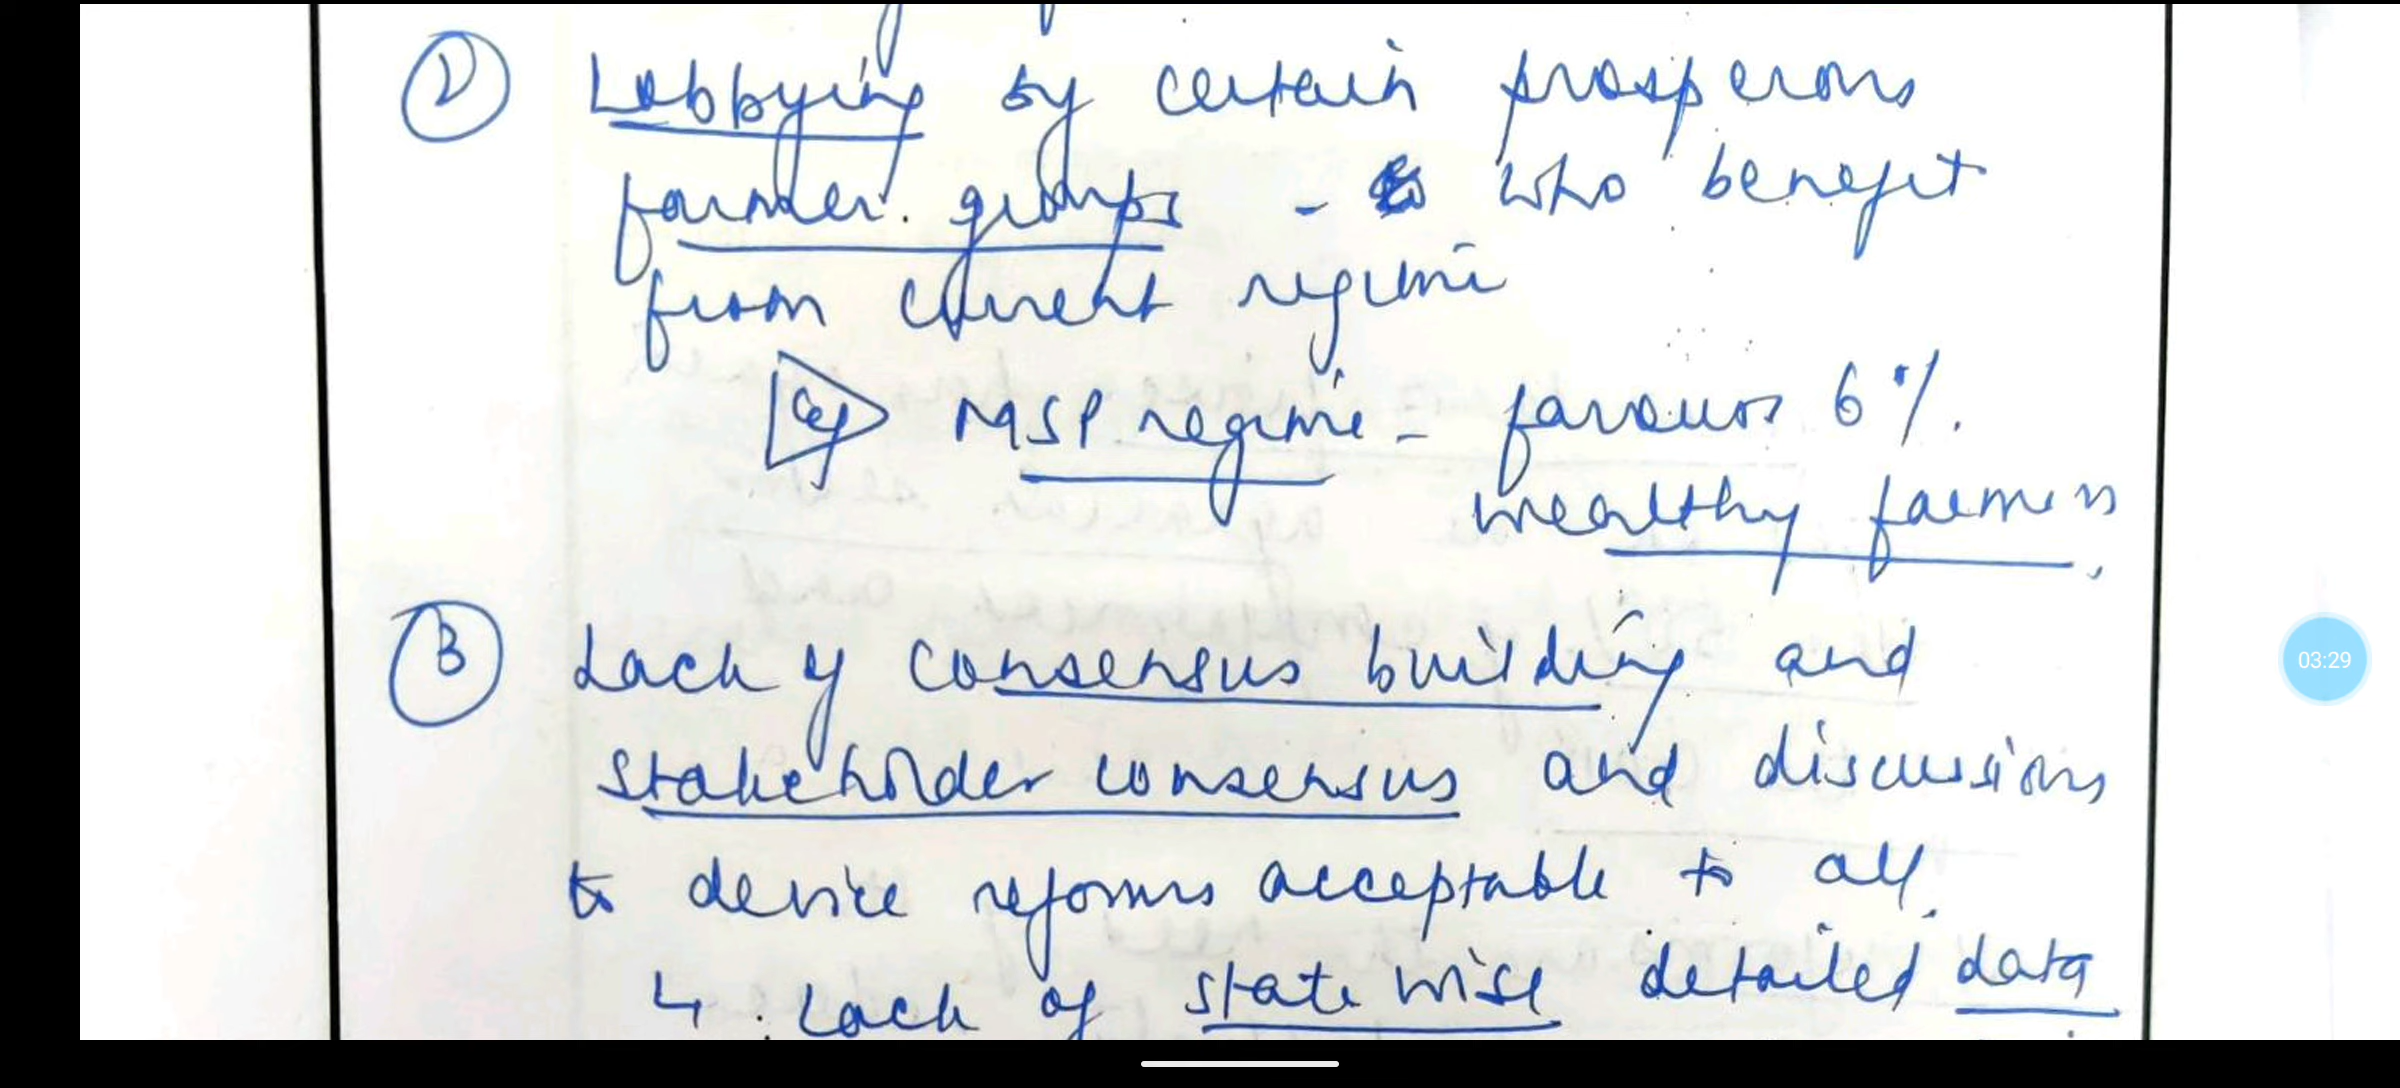 ② Lobbying by certain prosperous
farmer groups - who benefit
from current regime
eg MSP regime - favours 6%.
wealthy farmers,
③ Lack of consensus building and
stakeholder consensus and discussions
to device reforms acceptable to all,
↳ Lack of state wise detailed data
03:29